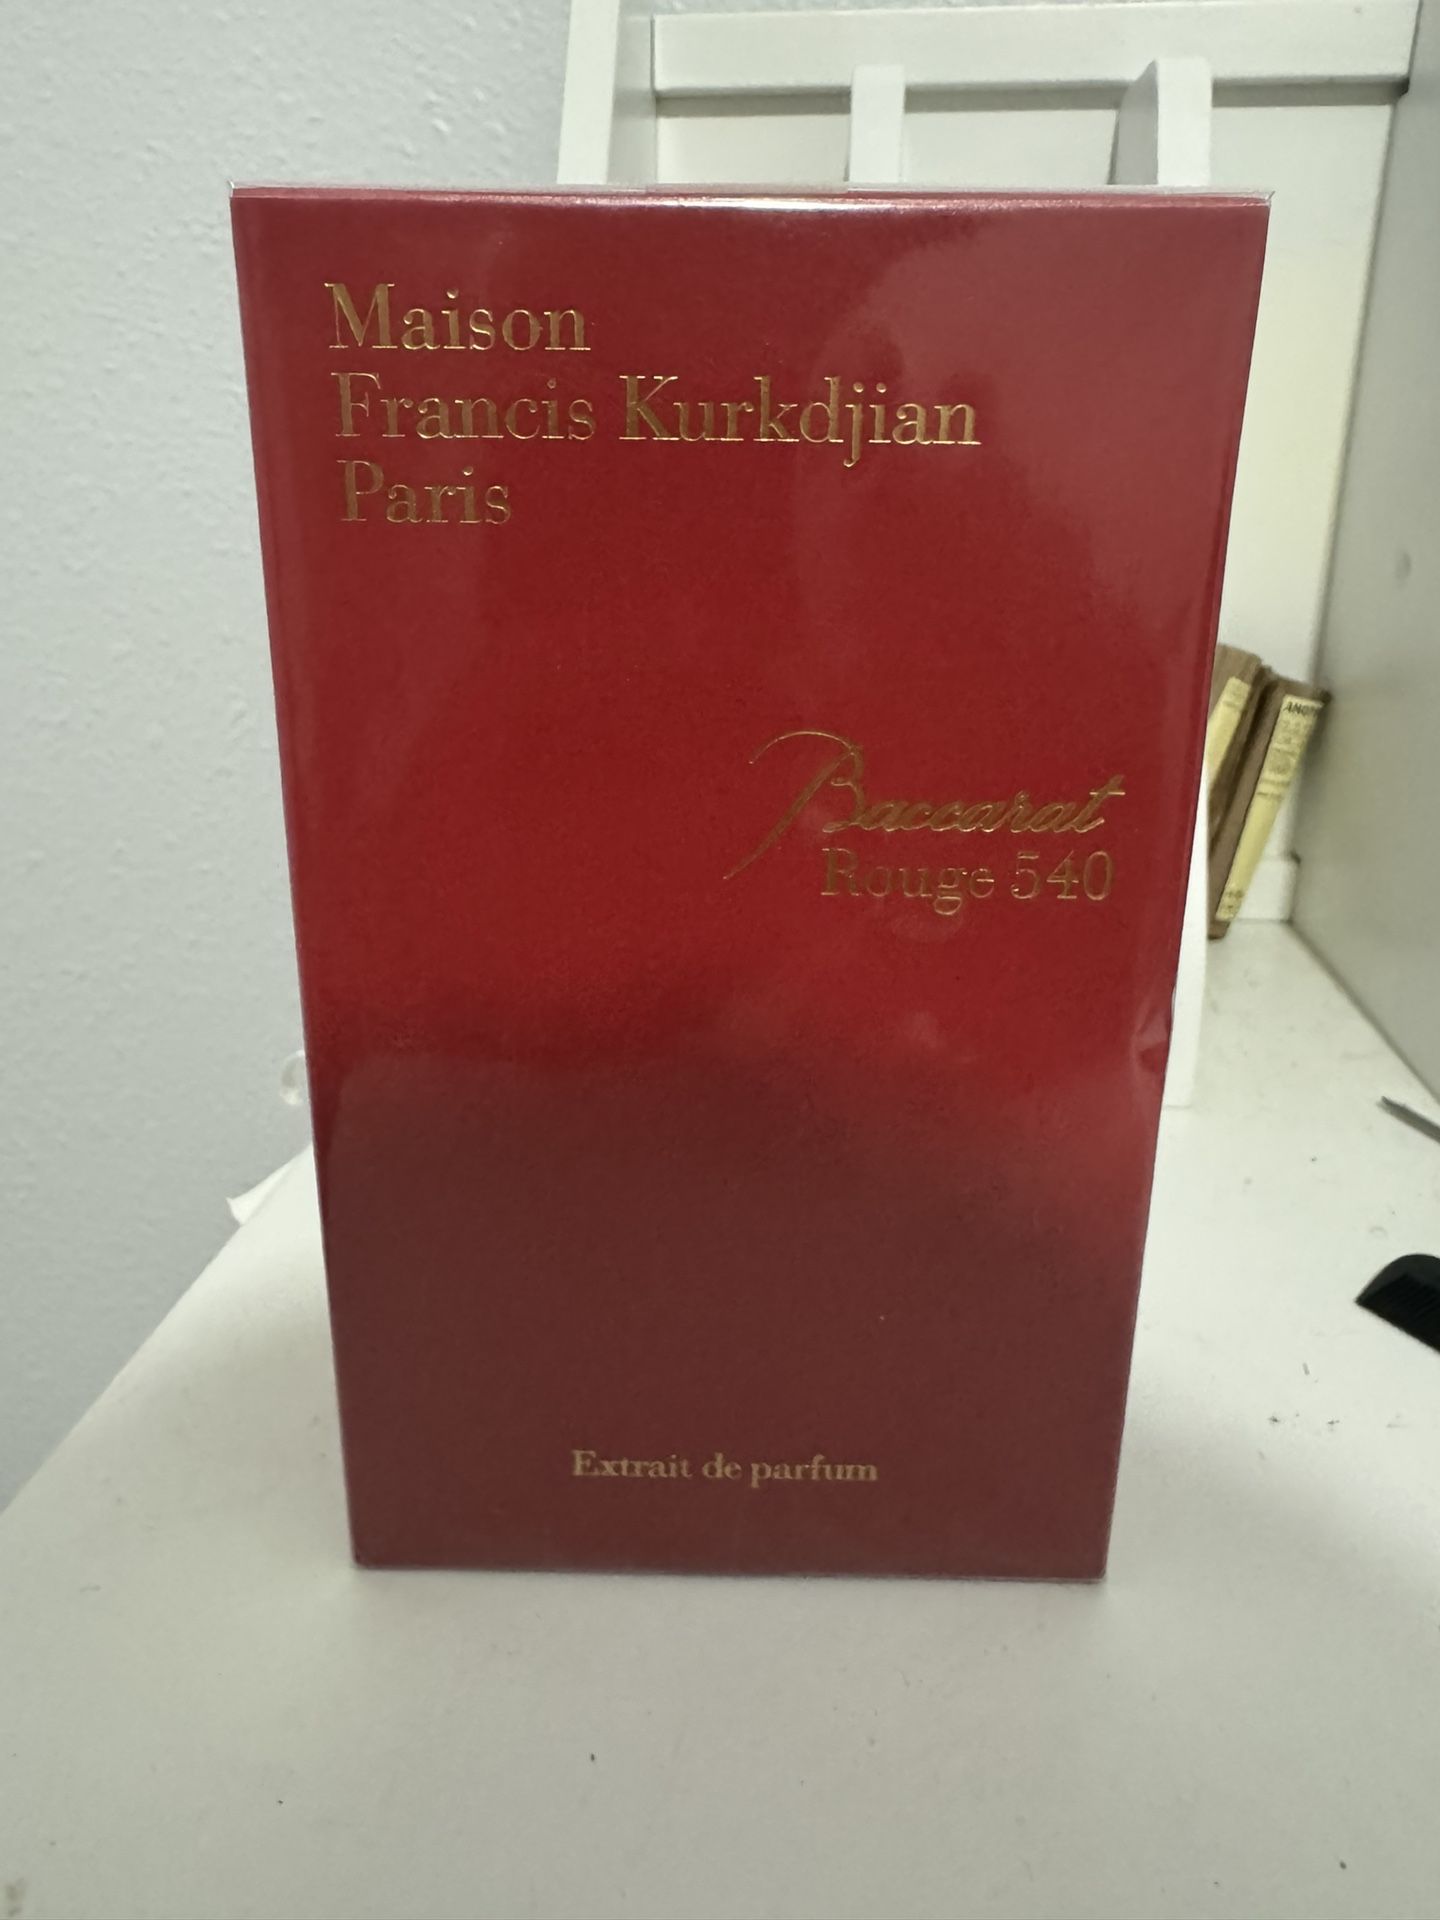 Maison
Francis Kurkdjian
Paris
Baccarat
Rouge 540
Extrait de parfum